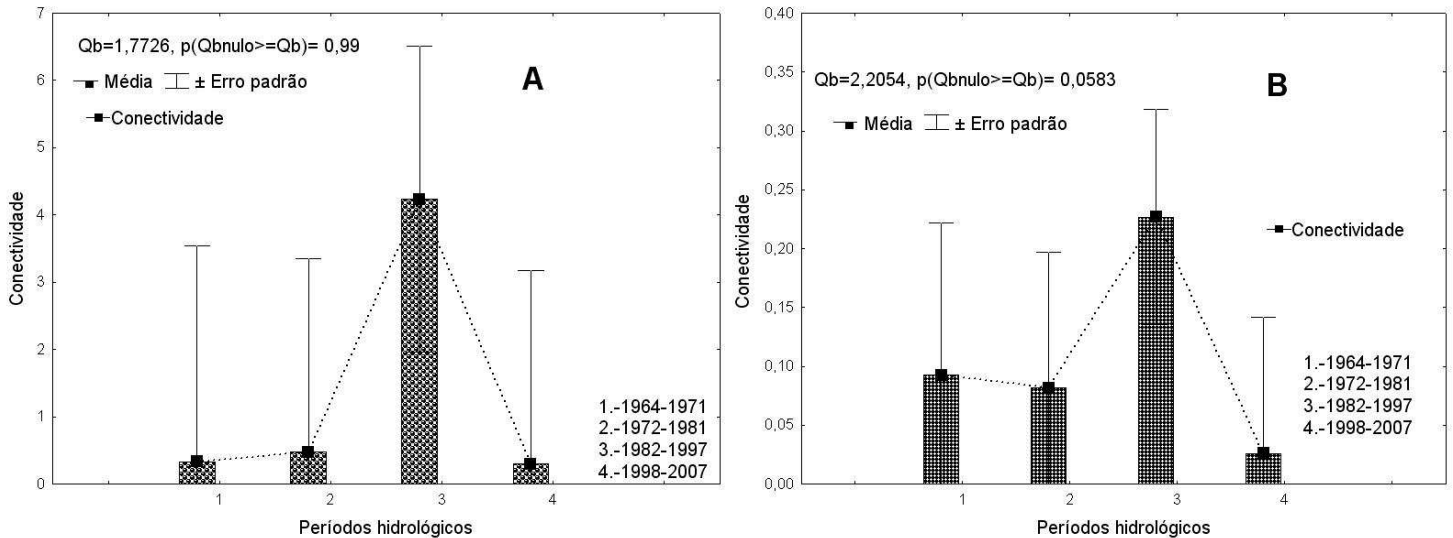 7
6
5
4
3
2
1
0
Conectividade
Qb=1,7726, p(Qbnulo>=Qb)= 0,99
Média ± Erro padrão
Conectividade
A
1.-1964-1971
2.-1972-1981
3.-1982-1997
4.-1998-2007
1 2 3 4
Períodos hidrológicos
0,40
0,35
0,30
0,25
0,20
0,15
0,10
0,05
0,00
Conectividade
Qb=2,2054, p(Qbnulo>=Qb)= 0,0583
Média ± Erro padrão
B
Conectividade
1.-1964-1971
2.-1972-1981
3.-1982-1997
4.-1998-2007
1 2 3 4
Períodos hidrológicos